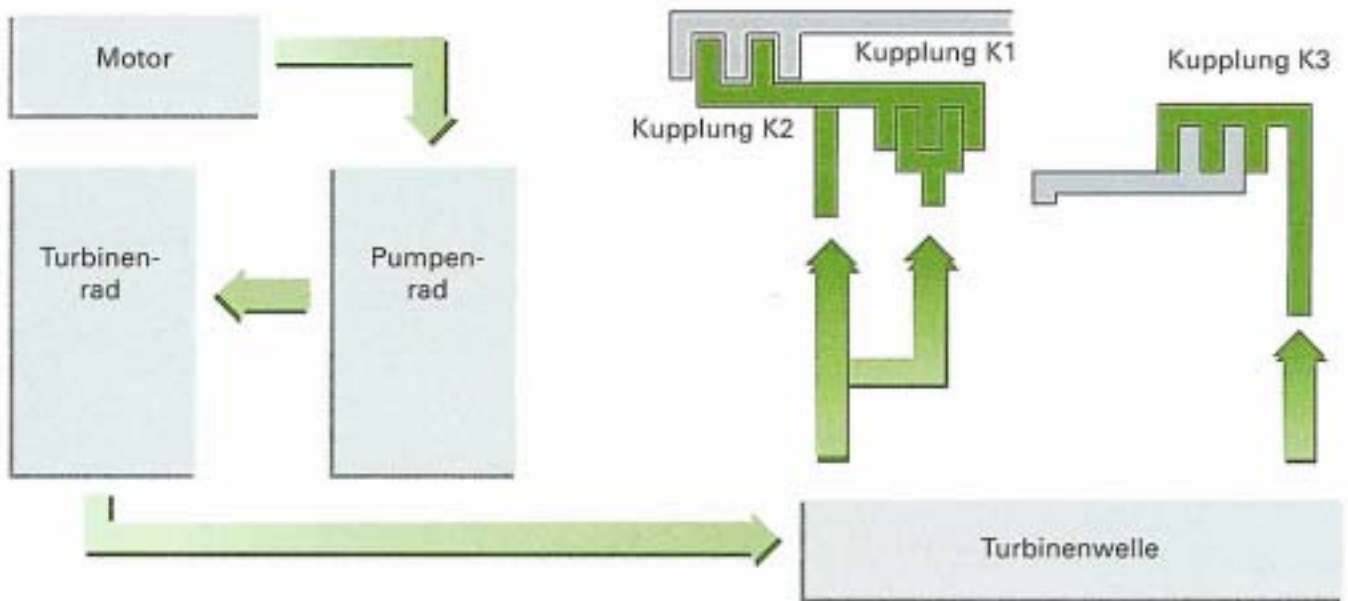 Motor
Kupplung K1
Kupplung K3
Kupplung K2
Turbinen-
rad
Pumpen-
rad
Turbinenwelle